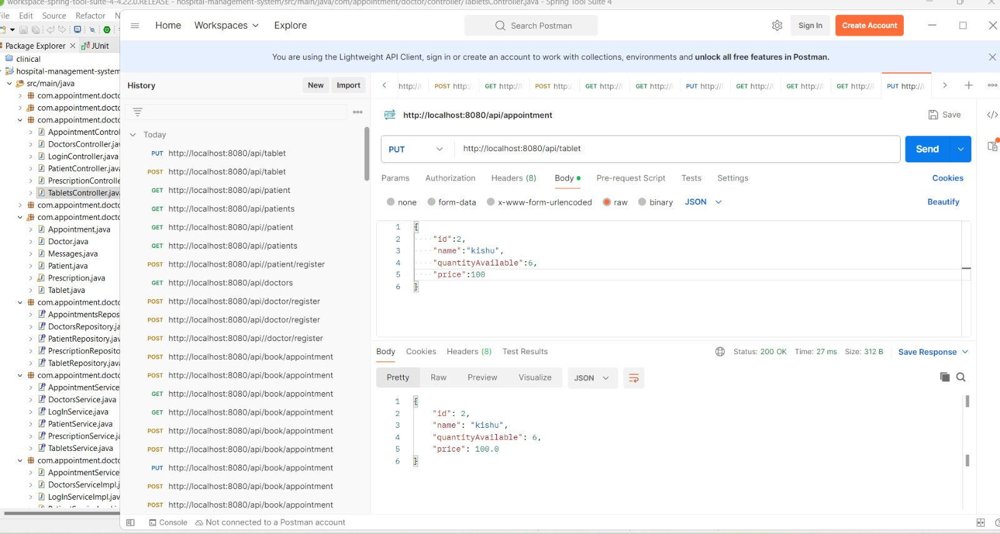 workspace-spring-tool-suite-4-4.22.0.RELEASE - hospital-management-system/src/main/java/com/appointment/doctor/controller/TabletsController.java - Spring Tool Suite 4
File Edit Source Refactor N
Package Explorer JUnit
clinical
hospital-management-system
src/main/java
com.appointment.docto
com.appointment.docto
com.appointment.docto
AppointmentControl
DoctorsController.java
LoginController.java
PatientController.java
PrescriptionControlle
TabletsController.java
com.appointment.docto
com.appointment.docto
Appointment.java
Doctor.java
Messages.java
Patient.java
Prescription.java
Tablet.java
com.appointment.docto
AppointmentsRepos
DoctorsRepository.ja
PatientRepository.jav
PrescriptionReposito
TabletRepository.java
com.appointment.docto
AppointmentService
DoctorsService.java
LogInService.java
PatientService.java
PrescriptionService.ja
TabletsService.java
com.appointment.docto
AppointmentService
DoctorsServiceImpl.j
LogInServiceImpl.jav
Home Workspaces Explore
Search Postman
Sign In Create Account
You are using the Lightweight API Client, sign in or create an account to work with collections, environments and unlock all free features in Postman.
History New Import
Today
PUT http://localhost:8080/api/tablet
POST http://localhost:8080/api/tablet
GET http://localhost:8080/api/patient
GET http://localhost:8080/api/patients
GET http://localhost:8080/api//patient
GET http://localhost:8080/api//patients
POST http://localhost:8080/api//patient/register
GET http://localhost:8080/api/doctors
POST http://localhost:8080/api/doctor/register
POST http://localhost:8080/api/doctor/register
POST http://localhost:8080/api//doctor/register
POST http://localhost:8080/api/book/appointment
POST http://localhost:8080/api/book/appointment
GET http://localhost:8080/api/book/appointment
GET http://localhost:8080/api/book/appointment
POST http://localhost:8080/api/book/appointment
POST http://localhost:8080/api/book/appointment
PUT http://localhost:8080/api/book/appointment
POST http://localhost:8080/api/book/appointment
POST http://localhost:8080/api/book/appointment
http:// POST http:/ GET http:// POST http:/ GET http:// GET http:// PUT http:// GET http:// GET http:// GET http:// PUT http://
HTTP http://localhost:8080/api/appointment Save
PUT http://localhost:8080/api/tablet Send
Params Authorization Headers (8) Body Pre-request Script Tests Settings Cookies
none form-data x-www-form-urlencoded raw binary JSON Beautify
1 {
2 "id":2,
3 "name":"kishu",
4 "quantityAvailable":6,
5 "price":100
6 }
Body Cookies Headers (8) Test Results Status: 200 OK Time: 27 ms Size: 312 B Save Response
Pretty Raw Preview Visualize JSON
1 {
2 "id": 2,
3 "name": "kishu",
4 "quantityAvailable": 6,
5 "price": 100.0
6 }
Console Not connected to a Postman account